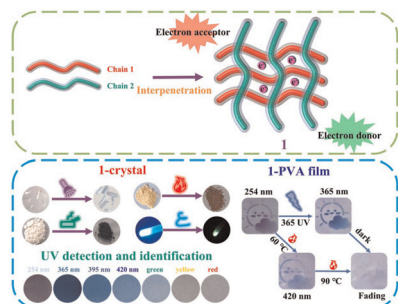 Electron acceptor
Chain 1
Chain 2
Interpenetration
1
Electron donor
1-crystal
UV detection and identification
254 nm 365 nm 395 nm 420 nm green yellow red
1-PVA film
254 nm
365 nm
365 UV
60 ℃
dark
90 ℃
420 nm
Fading